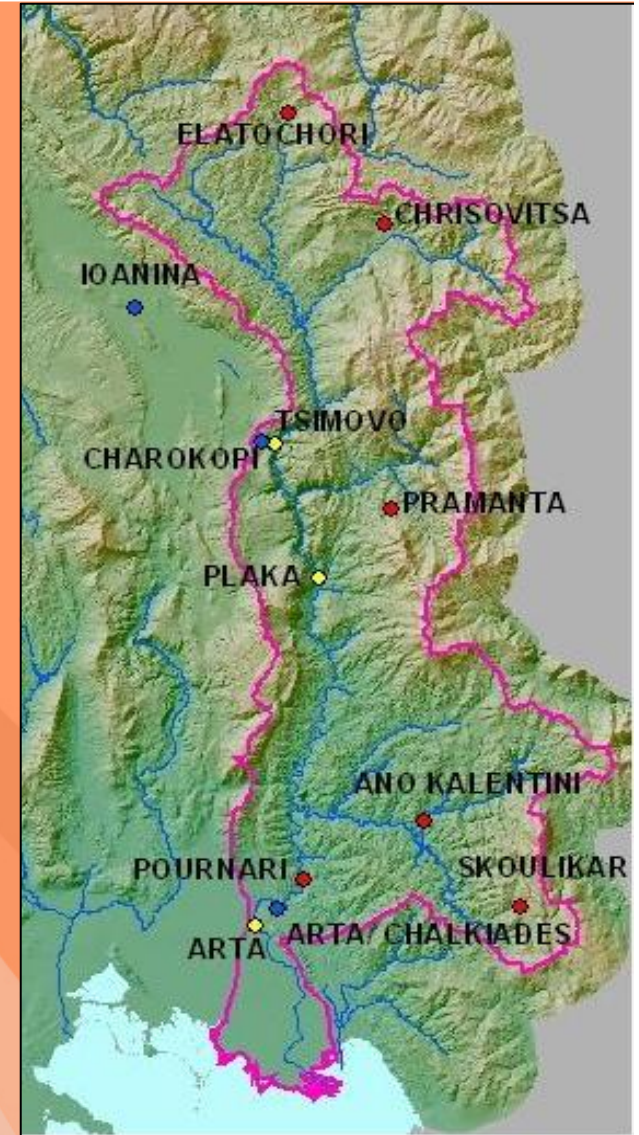 ELATOCHORI
CHRISOVITSA
IOANINA
TSIMOVO
CHAROKOPI
PRAMANTA
PLAKA
ANO KALENTINI
POURNARI
SKOULIKAR
ARTA
ARTA/CHALKIADES